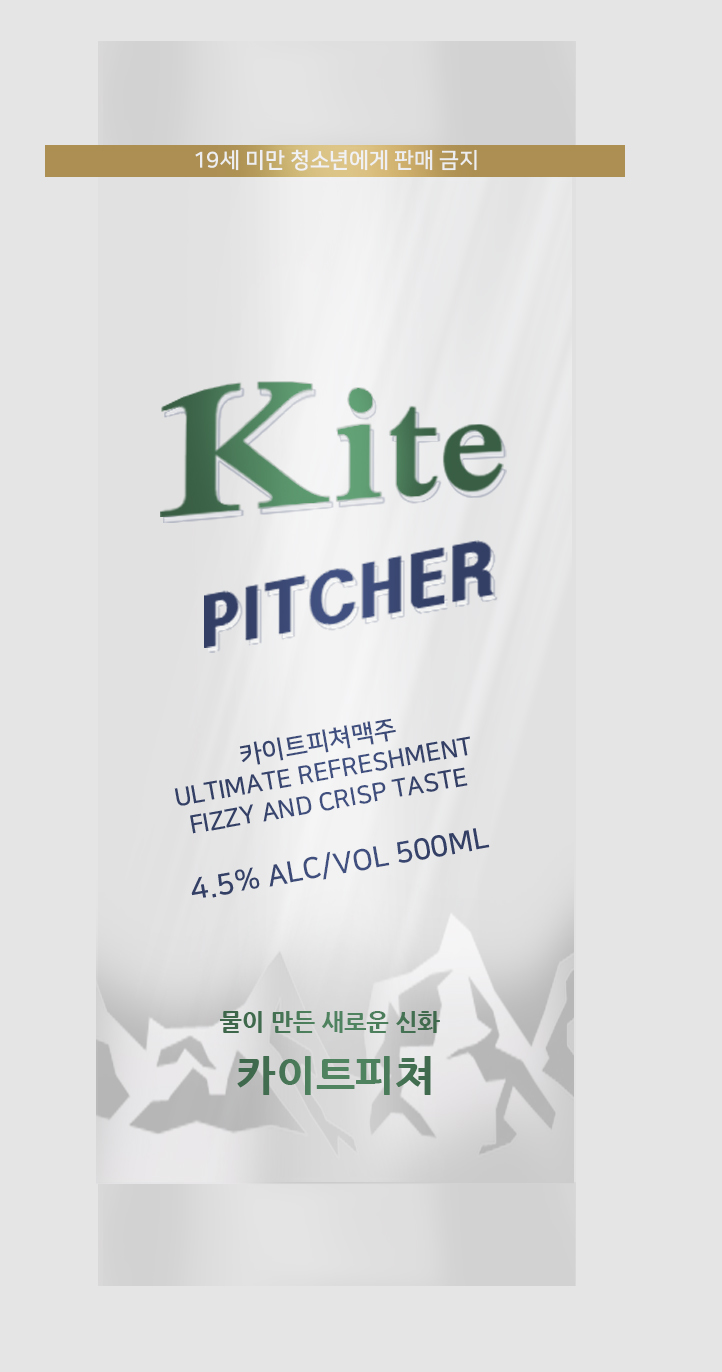 19세 미만 청소년에게 판매 금지
Kite
PITCHER
카이트피쳐맥주
ULTIMATE REFRESHMENT
FIZZY AND CRISP TASTE
4.5% ALC/VOL 500ML
물이 만든 새로운 신화
카이트피쳐